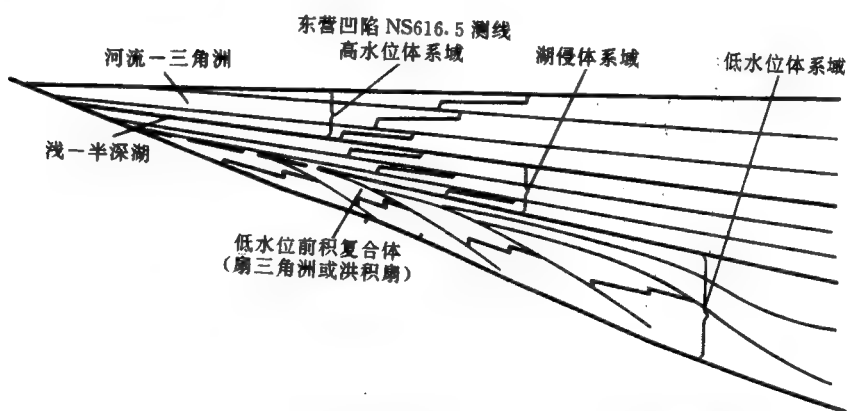 东营凹陷 NS616.5 测线
高水位体系域
河流—三角洲
湖侵体系域
低水位体系域
浅—半深湖
低水位前积复合体
(扇三角洲或洪积扇)